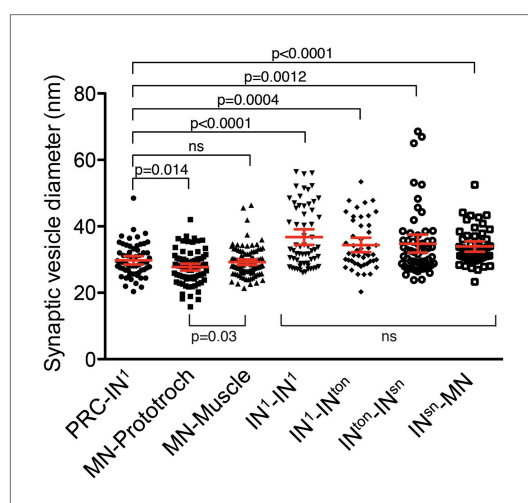 p<0.0001
p=0.0012
p=0.0004
p<0.0001
ns
p=0.014
Synaptic vesicle diameter (nm)
80
60
40
20
0
p=0.03
ns
PRC-IN¹
MN-Prototroch
MN-Muscle
IN¹-IN¹
IN¹-INᵗᵒⁿ
INᵗᵒⁿ-INˢⁿ
INˢⁿ-MN